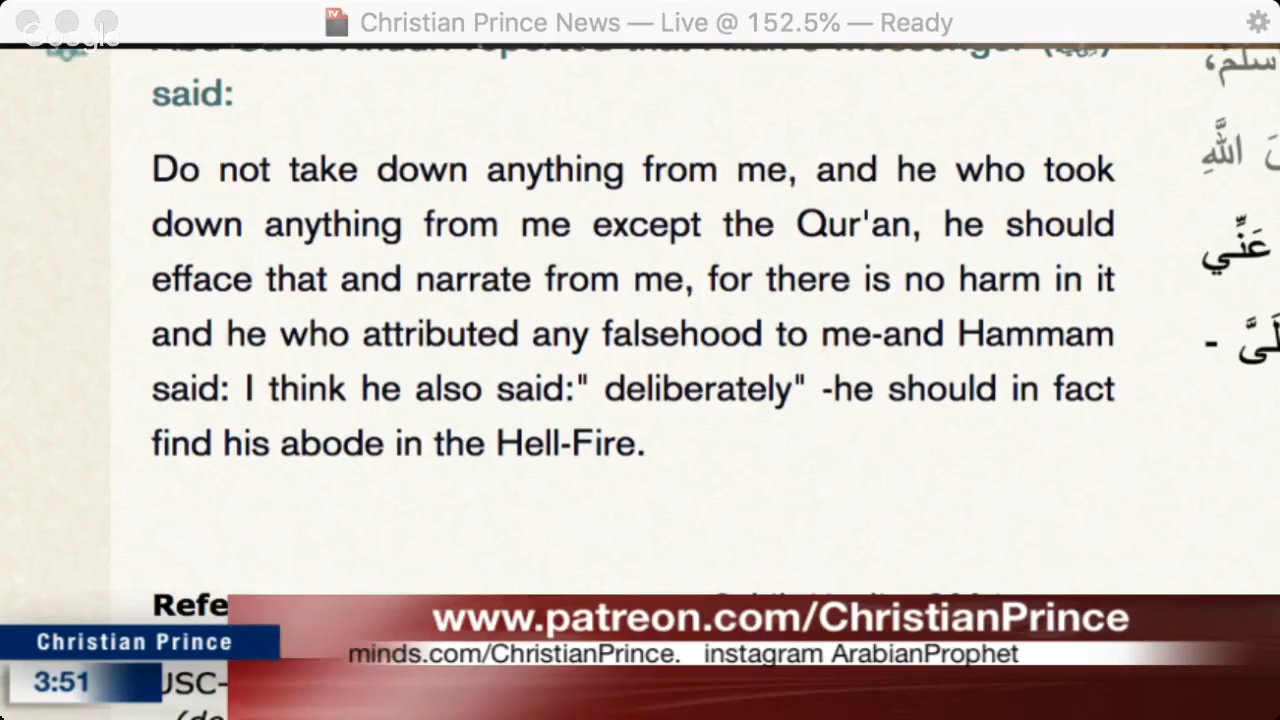 Christian Prince News — Live @ 152.5% — Ready
Google
said:
Do not take down anything from me, and he who took
down anything from me except the Qur'an, he should
efface that and narrate from me, for there is no harm in it
and he who attributed any falsehood to me-and Hammam
said: I think he also said:" deliberately" -he should in fact
find his abode in the Hell-Fire.
اللَّهِ
عَنِّي
Refe
www.patreon.com/ChristianPrince
Christian Prince
minds.com/ChristianPrince. instagram ArabianProphet
3:51
JSC-